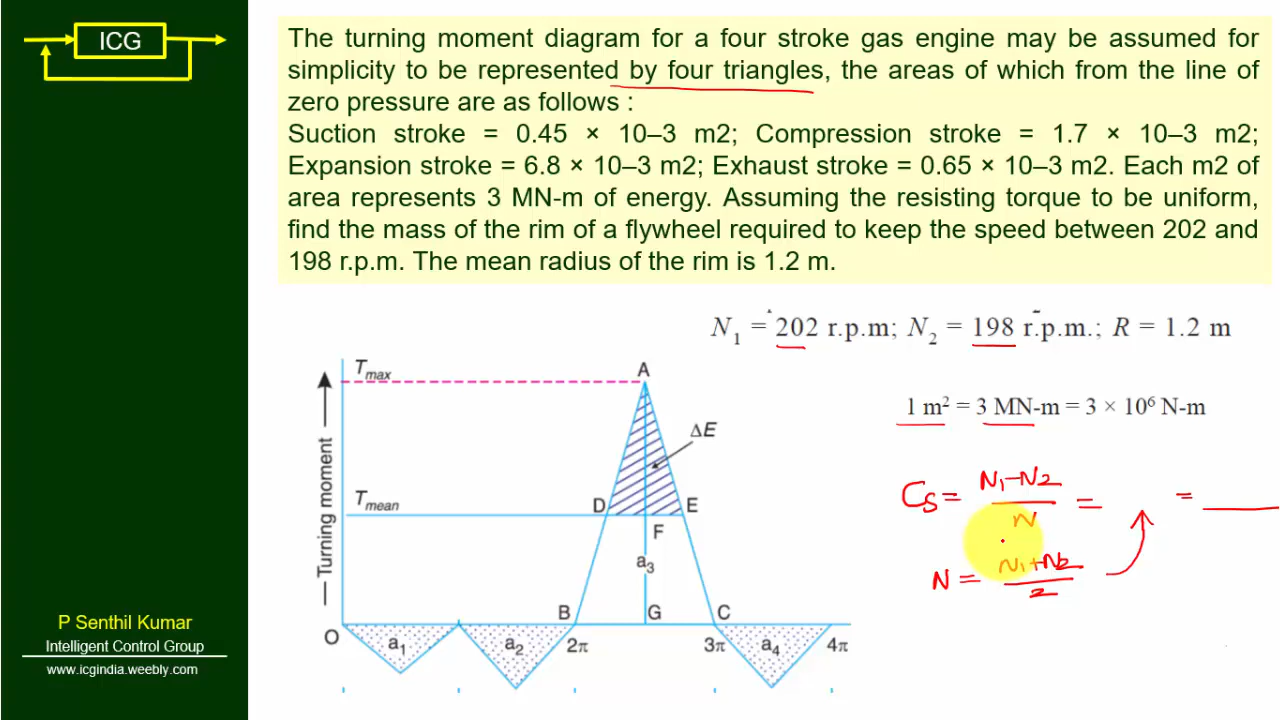 ICG
The turning moment diagram for a four stroke gas engine may be assumed for
simplicity to be represented by four triangles, the areas of which from the line of
zero pressure are as follows :
Suction stroke = 0.45 × 10–3 m2; Compression stroke = 1.7 × 10–3 m2;
Expansion stroke = 6.8 × 10–3 m2; Exhaust stroke = 0.65 × 10–3 m2. Each m2 of
area represents 3 MN-m of energy. Assuming the resisting torque to be uniform,
find the mass of the rim of a flywheel required to keep the speed between 202 and
198 r.p.m. The mean radius of the rim is 1.2 m.
N₁ = 202 r.p.m; N₂ = 198 r.p.m.; R = 1.2 m
1 m² = 3 MN-m = 3 × 10⁶ N-m
Cs = N₁-N₂ / N = =
N = N₁+N₂ / 2
Turning moment
Tmax
A
ΔE
Tmean
D
E
F
a₃
B
G
C
O
a₁
a₂
2π
3π
a₄
4π
P Senthil Kumar
Intelligent Control Group
www.icgindia.weebly.com